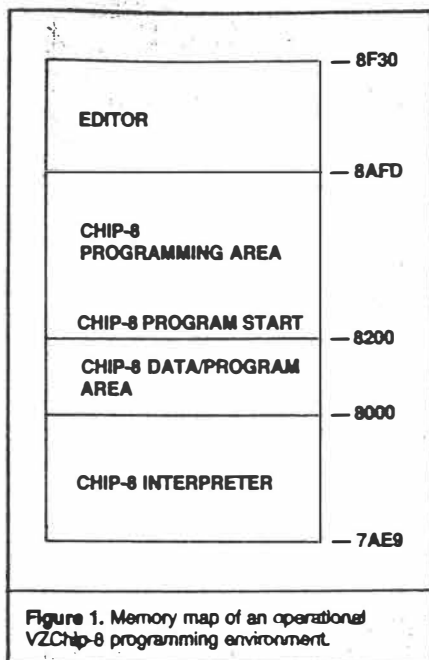 8F30
EDITOR
8AFD
CHIP-8
PROGRAMMING AREA
CHIP-8 PROGRAM START
8200
CHIP-8 DATA/PROGRAM
AREA
8000
CHIP-8 INTERPRETER
7AE9
Figure 1. Memory map of an operational
VZChip-8 programming environment.